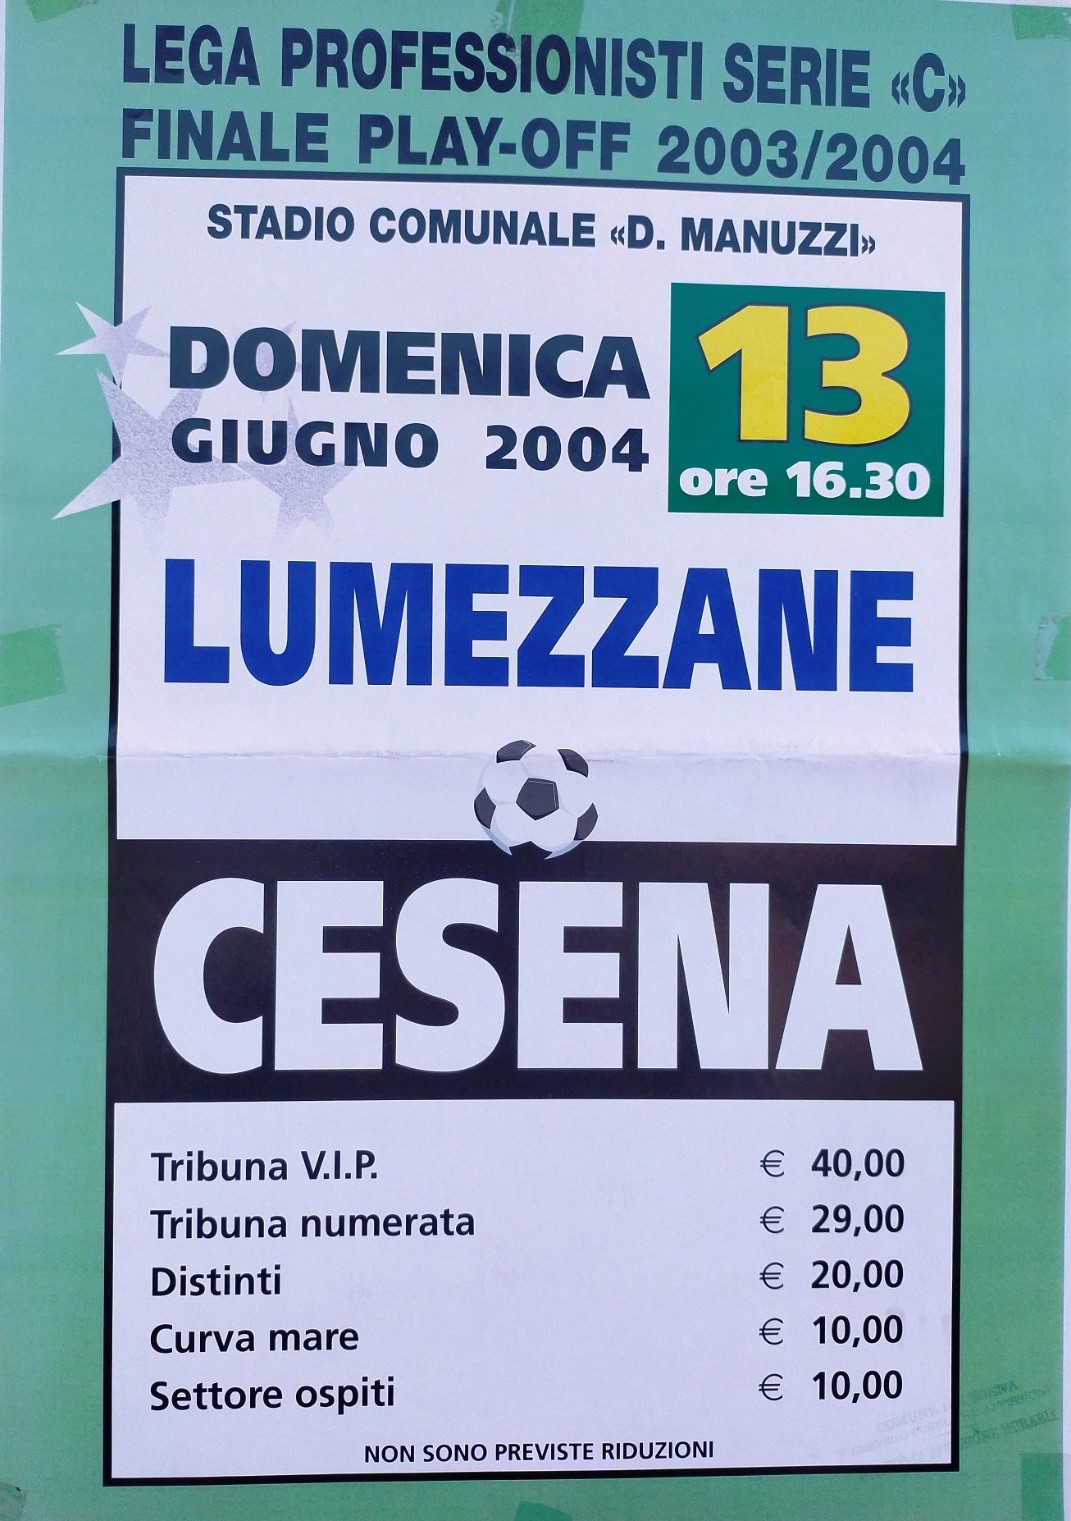 LEGA PROFESSIONISTI SERIE «C»
FINALE PLAY-OFF 2003/2004
STADIO COMUNALE «D. MANUZZI»
DOMENICA 13
GIUGNO 2004 ore 16.30
LUMEZZANE
CESENA
Tribuna V.I.P. € 40,00
Tribuna numerata € 29,00
Distinti € 20,00
Curva mare € 10,00
Settore ospiti € 10,00
NON SONO PREVISTE RIDUZIONI